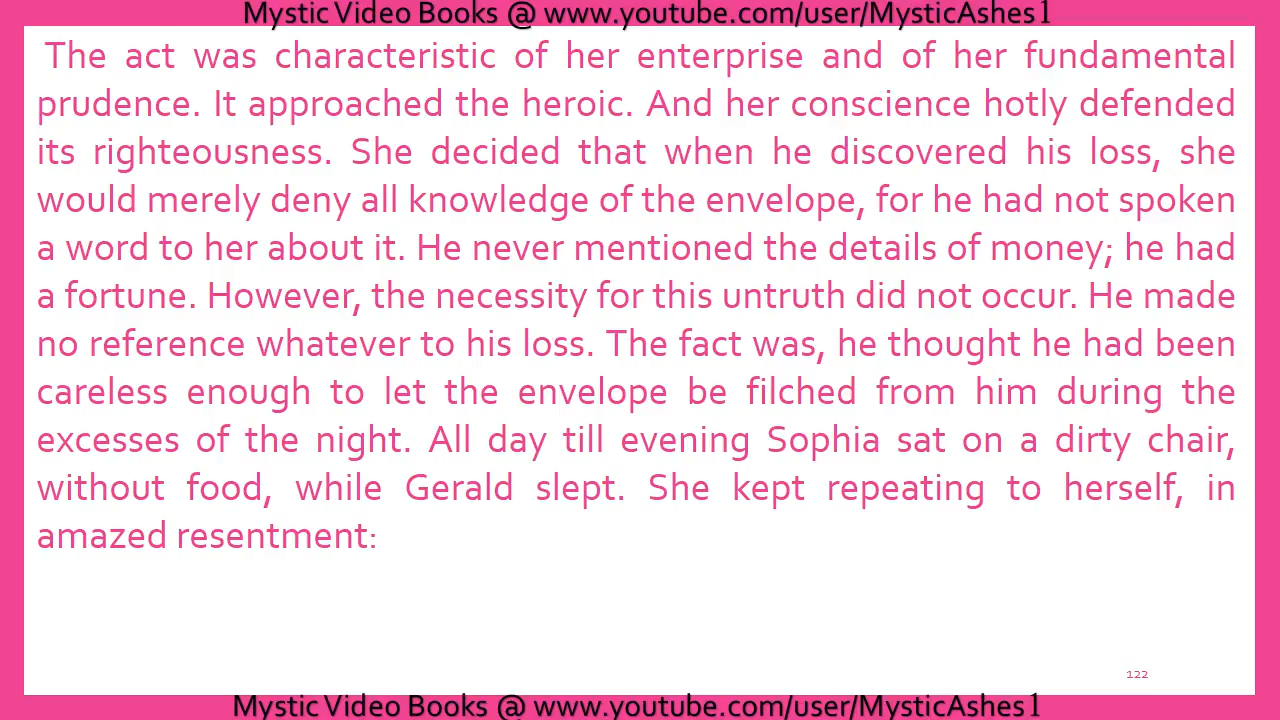 Mystic Video Books @ www.youtube.com/user/MysticAshes1
The act was characteristic of her enterprise and of her fundamental
prudence. It approached the heroic. And her conscience hotly defended
its righteousness. She decided that when he discovered his loss, she
would merely deny all knowledge of the envelope, for he had not spoken
a word to her about it. He never mentioned the details of money; he had
a fortune. However, the necessity for this untruth did not occur. He made
no reference whatever to his loss. The fact was, he thought he had been
careless enough to let the envelope be filched from him during the
excesses of the night. All day till evening Sophia sat on a dirty chair,
without food, while Gerald slept. She kept repeating to herself, in
amazed resentment:
122
Mystic Video Books @ www.youtube.com/user/MysticAshes1